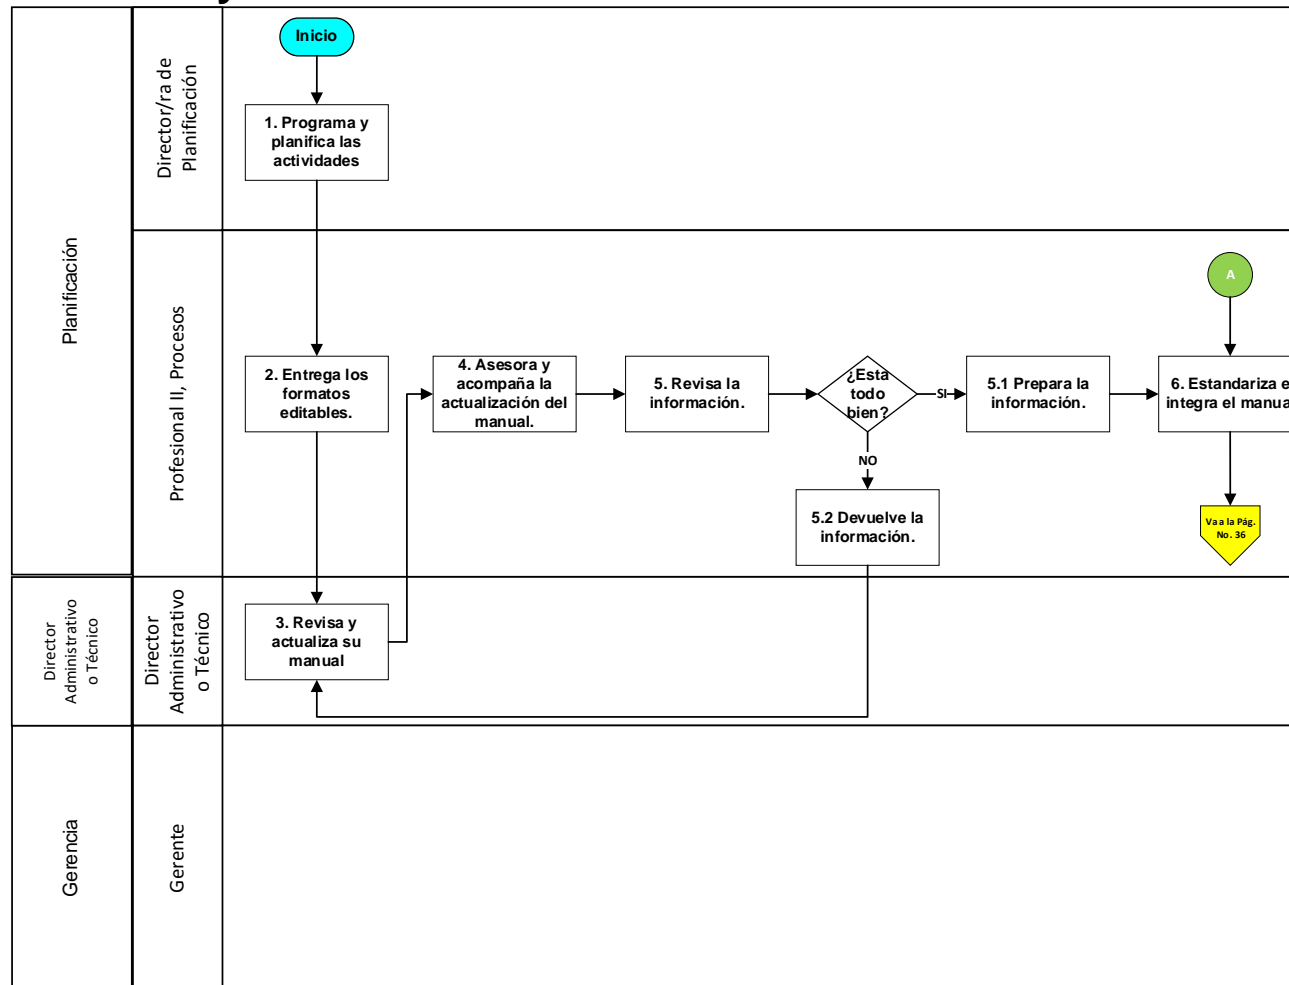 Inicio
Director/ra de
Planificación
1. Programa y
planifica las
actividades
Planificación
Profesional II, Procesos
A
2. Entrega los
formatos
editables.
4. Asesora y
acompaña la
actualización del
manual.
5. Revisa la
información.
¿Esta
todo
bien?
SI
5.1 Prepara la
información.
6. Estandariza e
integra el manua
NO
5.2 Devuelve la
información.
Va a la Pág.
No. 36
Director
Administrativo
o Técnico
Director
Administrativo
o Técnico
3. Revisa y
actualiza su
manual
Gerencia
Gerente